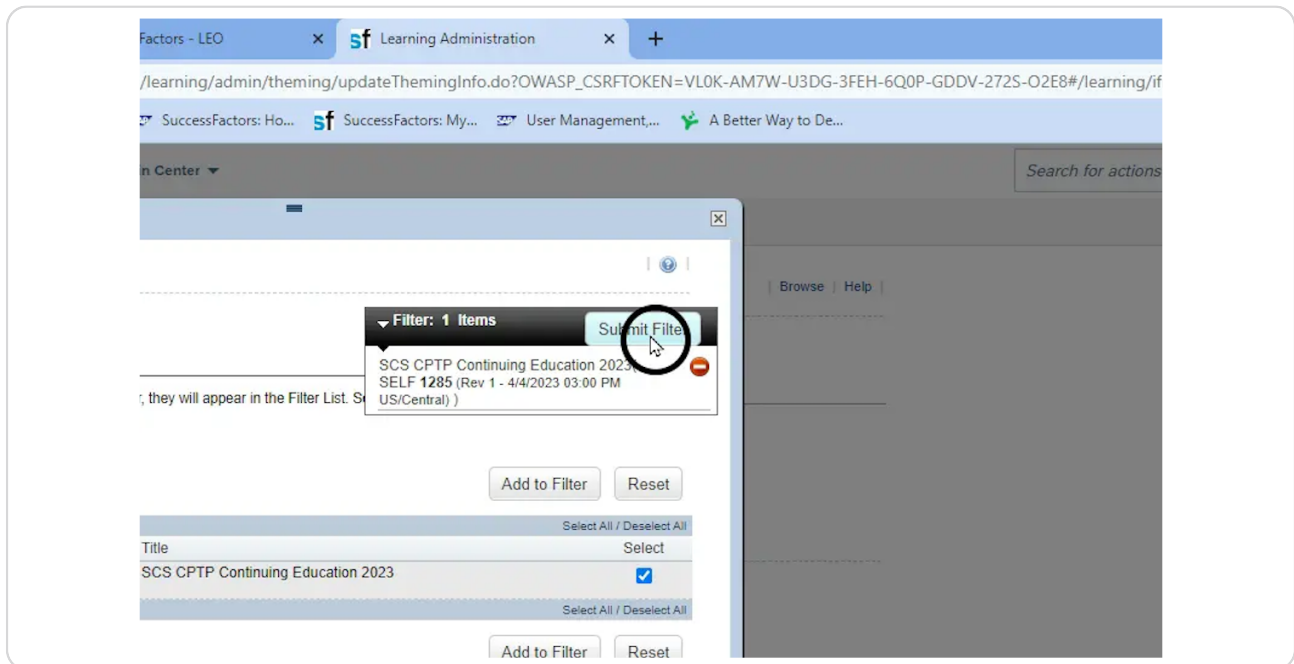 Factors - LEO
sf Learning Administration
/learning/admin/theming/updateThemingInfo.do?OWASP_CSRFTOKEN=VL0K-AM7W-U3DG-3FEH-6Q0P-GDDV-272S-O2E8#/learning/if
SuccessFactors: Ho... sf SuccessFactors: My... User Management,... A Better Way to De...
n Center
Search for actions
Browse Help
Filter: 1 Items
Submit Filter
SCS CPTP Continuing Education 2023(
SELF 1285 (Rev 1 - 4/4/2023 03:00 PM
US/Central) )
, they will appear in the Filter List.
Add to Filter Reset
Select All / Deselect All
Title Select
SCS CPTP Continuing Education 2023
Select All / Deselect All
Add to Filter Reset